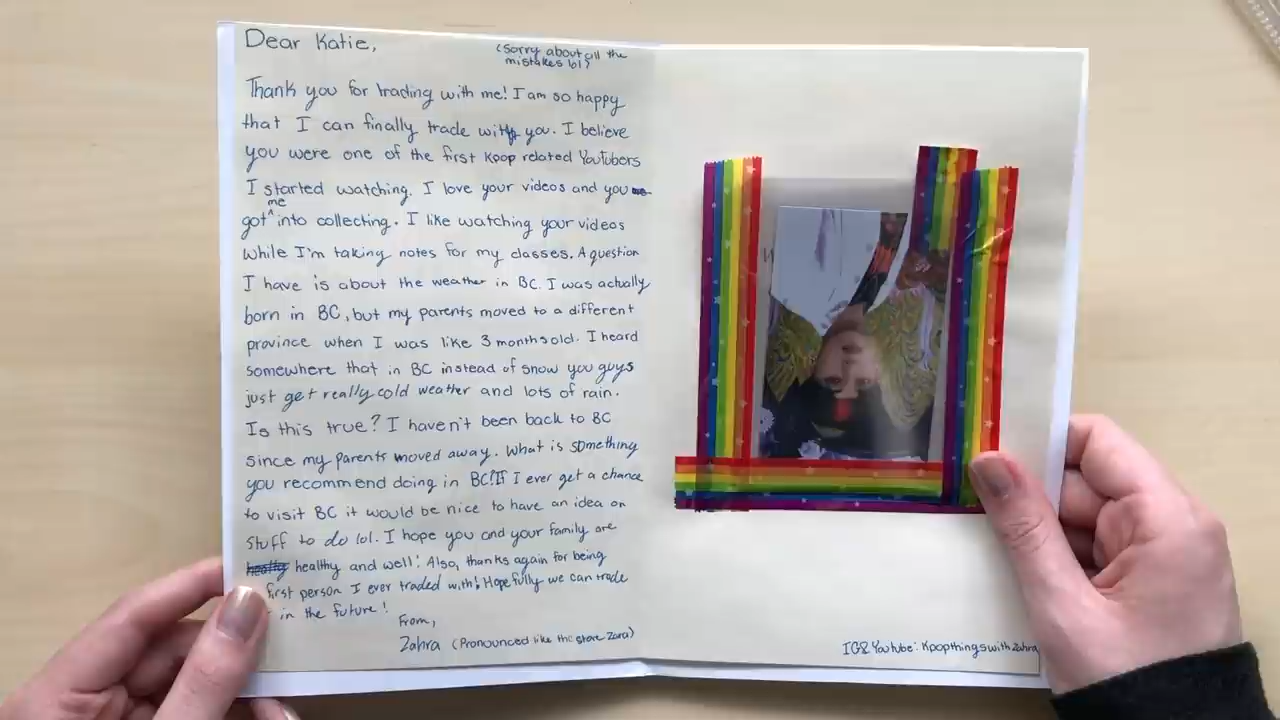 Dear Katie,
(Sorry about all the
mistakes lol)
Thank you for trading with me! I am so happy
that I can finally trade with you. I believe
you were one of the first Kpop related Youtubers
I started watching. I love your videos and you
got me into collecting. I like watching your videos
while I'm taking notes for my classes. A question
I have is about the weather in BC. I was actually
born in BC, but my parents moved to a different
province when I was like 3 months old. I heard
somewhere that in BC instead of snow you guys
just get really cold weather and lots of rain.
Is this true? I haven't been back to BC
since my parents moved away. What is something
you recommend doing in BC? If I ever get a chance
to visit BC it would be nice to have an idea on
stuff to do lol. I hope you and your family are
healthy and well! Also, thanks again for being
first person I ever traded with! Hopefully we can trade
in the future!
From,
Zahra (Pronounced like the store Zara)
IG & Youtube: Kpopthingswithzahra